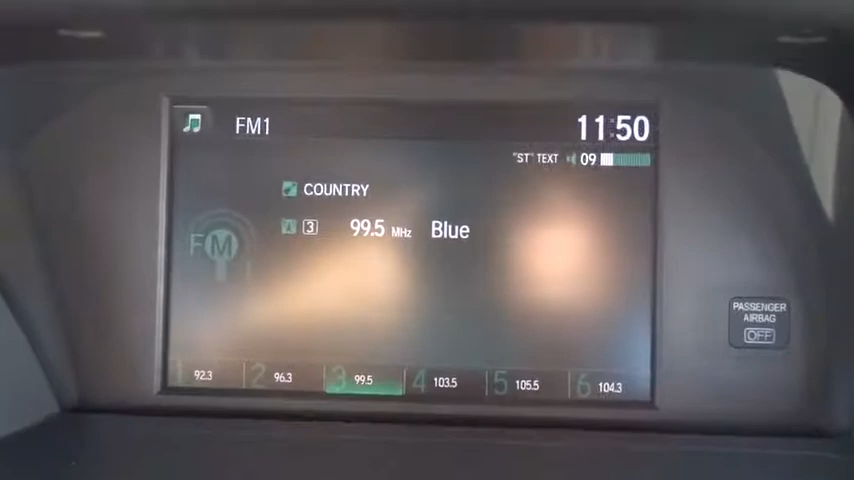 FM1
11:50
"ST" TEXT 09
COUNTRY
FM
3 99.5 MHz Blue
PASSENGER
AIRBAG
OFF
1 92.3 2 96.3 3 99.5 4 103.5 5 105.5 6 104.3